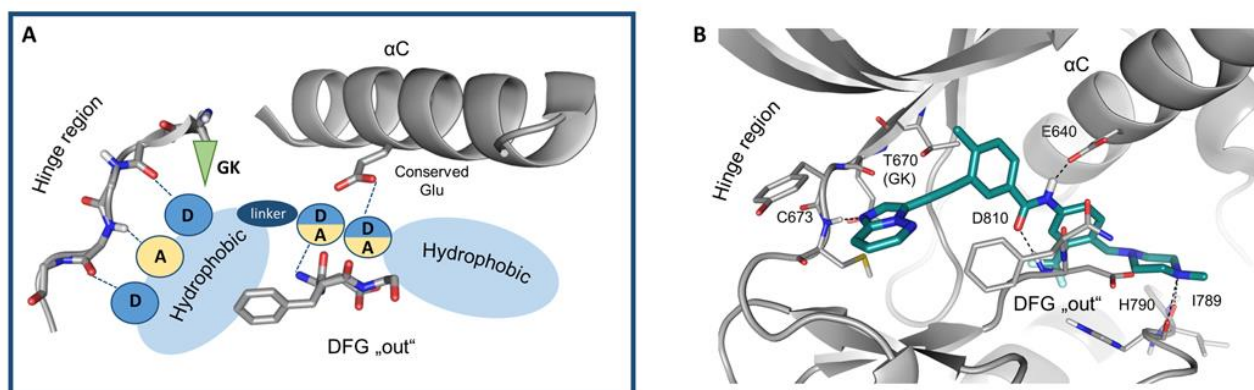 A
αC
Hinge region
GK
Conserved
Glu
D
linker
D
A
D
A
A
Hydrophobic
Hydrophobic
D
DFG „out“
B
αC
Hinge region
E640
T670
(GK)
C673
D810
DFG „out“
H790
I789